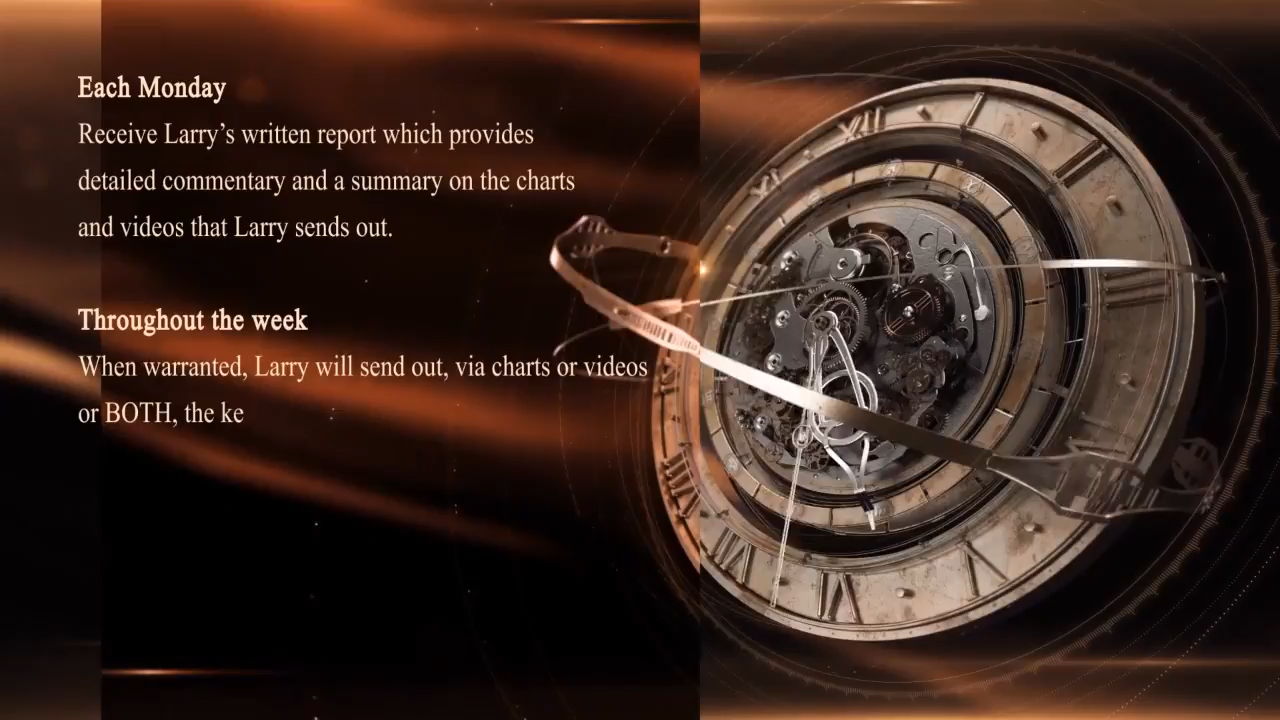 Each Monday
Receive Larry’s written report which provides
detailed commentary and a summary on the charts
and videos that Larry sends out.
Throughout the week
When warranted, Larry will send out, via charts or videos
or BOTH, the ke